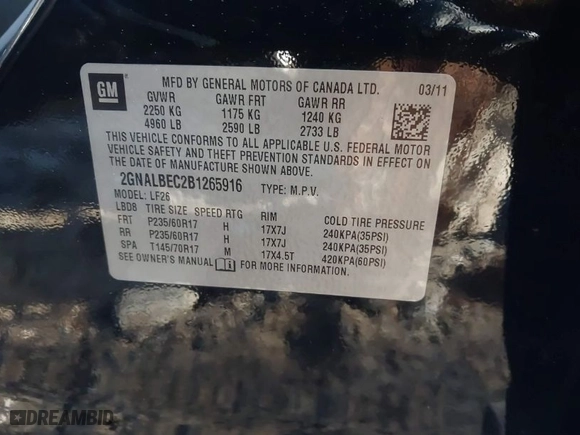 GM
MFD BY GENERAL MOTORS OF CANADA LTD. 03/11
GVWR GAWR FRT GAWR RR
2250 KG 1175 KG 1240 KG
4960 LB 2590 LB 2733 LB
THIS VEHICLE CONFORMS TO ALL APPLICABLE U.S. FEDERAL MOTOR
VEHICLE SAFETY AND THEFT PREVENTION STANDARDS IN EFFECT ON
THE DATE OF MANUFACTURE SHOWN ABOVE.
2GNALBEC2B1265916 TYPE: M.P.V.
MODEL: LF26
LBD8 TIRE SIZE SPEED RTG RIM COLD TIRE PRESSURE
FRT P235/60R17 H 17X7J 240KPA(35PSI)
RR P235/60R17 H 17X7J 240KPA(35PSI)
SPA T145/70R17 M 17X4.5T 420KPA(60PSI)
SEE OWNER'S MANUAL FOR MORE INFORMATION.
DREAMBID